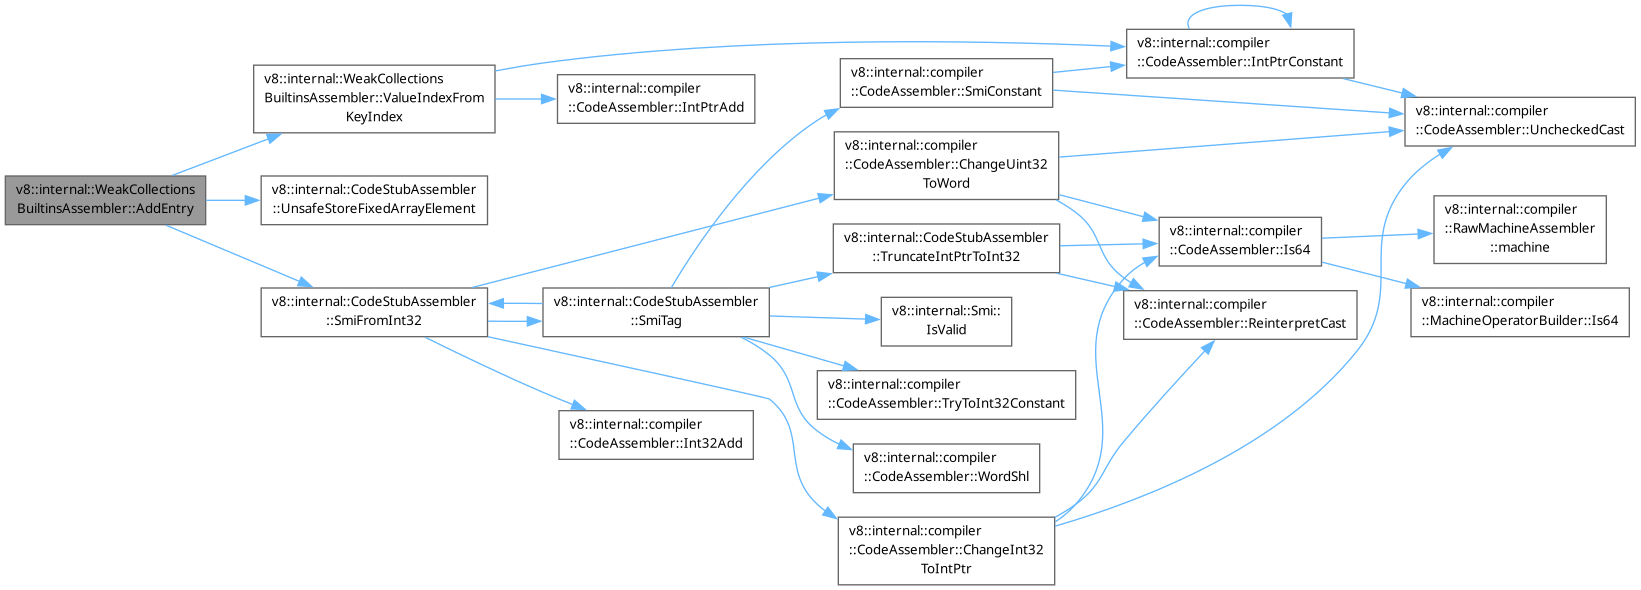 v8::internal::WeakCollections
BuiltinsAssembler::AddEntry
v8::internal::WeakCollections
BuiltinsAssembler::ValueIndexFrom
KeyIndex
v8::internal::CodeStubAssembler
::UnsafeStoreFixedArrayElement
v8::internal::CodeStubAssembler
::SmiFromInt32
v8::internal::compiler
::CodeAssembler::IntPtrAdd
v8::internal::CodeStubAssembler
::SmiTag
v8::internal::compiler
::CodeAssembler::Int32Add
v8::internal::compiler
::CodeAssembler::SmiConstant
v8::internal::compiler
::CodeAssembler::ChangeUint32
ToWord
v8::internal::CodeStubAssembler
::TruncateIntPtrToInt32
v8::internal::Smi::
IsValid
v8::internal::compiler
::CodeAssembler::TryToInt32Constant
v8::internal::compiler
::CodeAssembler::WordShl
v8::internal::compiler
::CodeAssembler::ChangeInt32
ToIntPtr
v8::internal::compiler
::CodeAssembler::IntPtrConstant
v8::internal::compiler
::CodeAssembler::Is64
v8::internal::compiler
::CodeAssembler::ReinterpretCast
v8::internal::compiler
::CodeAssembler::UncheckedCast
v8::internal::compiler
::RawMachineAssembler
::machine
v8::internal::compiler
::MachineOperatorBuilder::Is64